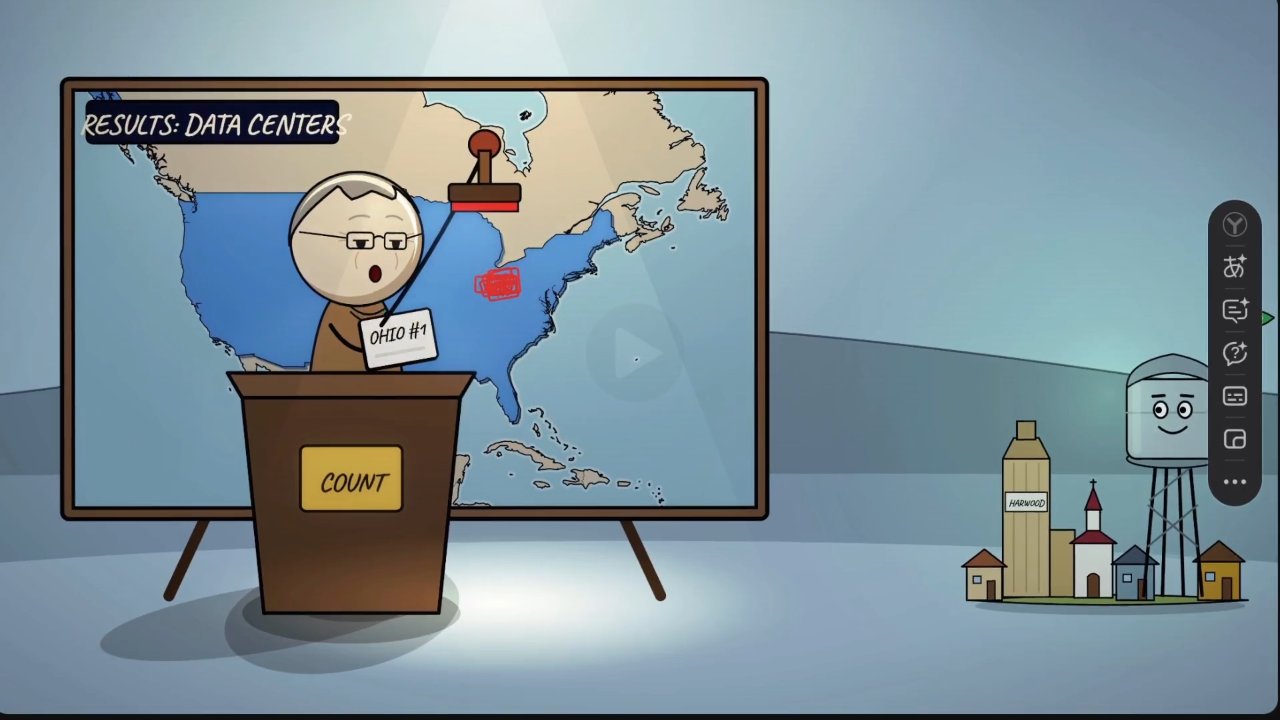 RESULTS: DATA CENTERS
OHIO #1
COUNT
HARWOOD
あ
?